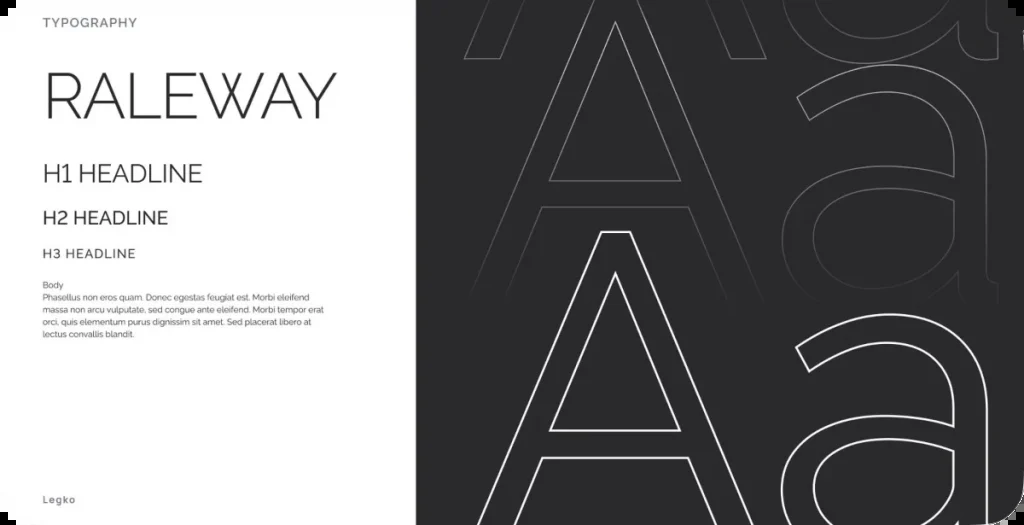 TYPOGRAPHY
RALEWAY
H1 HEADLINE
H2 HEADLINE
H3 HEADLINE
Body
Phasellus non eros quam. Donec egestas feugiat est. Morbi eleifend
massa non arcu vulputate, sed congue ante eleifend. Morbi tempor erat
orci, quis elementum purus dignissim sit amet. Sed placerat libero at
lectus convallis blandit.
Legko
Aa
Aa
Aa